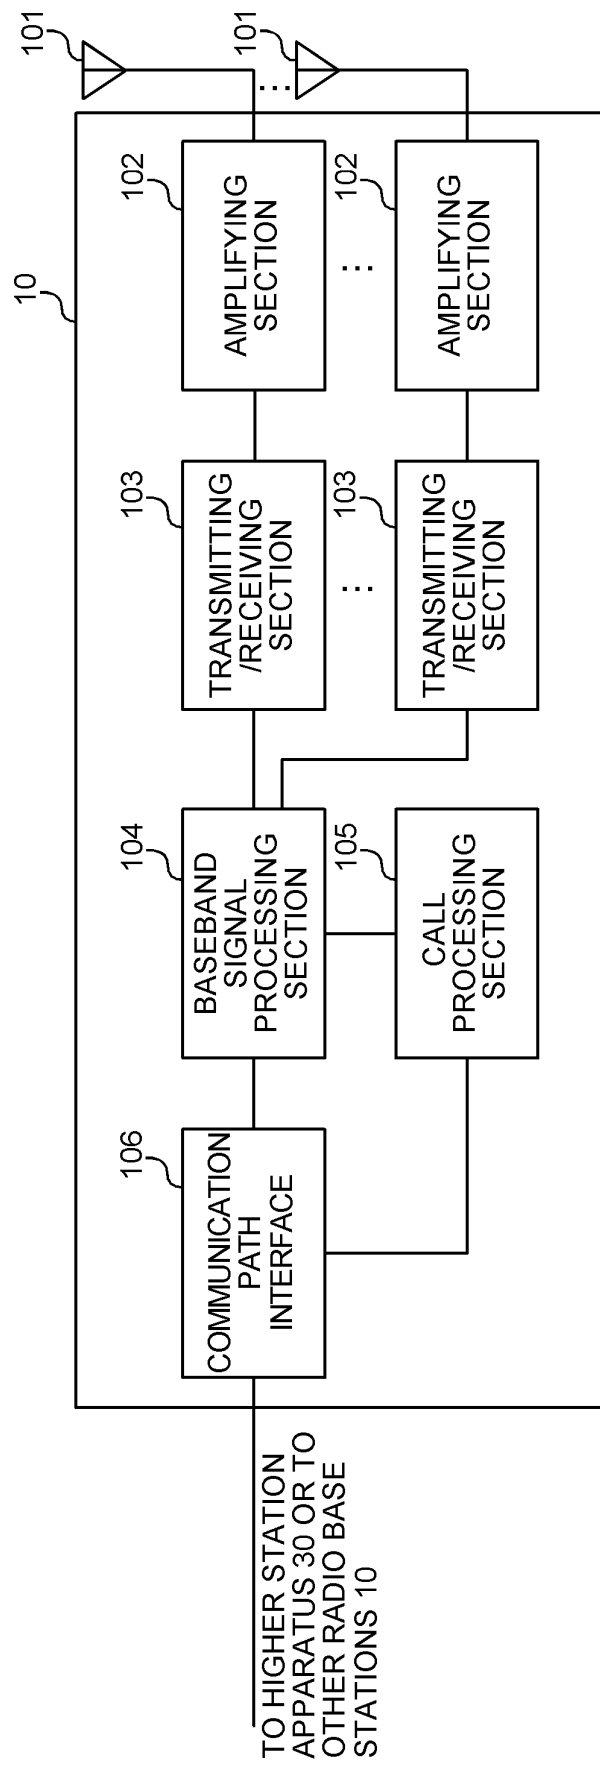 10
101
101
102
AMPLIFYING
SECTION
102
AMPLIFYING
SECTION
...
...
...
103
TRANSMITTING
/RECEIVING
SECTION
103
TRANSMITTING
/RECEIVING
SECTION
104
BASEBAND
SIGNAL
PROCESSING
SECTION
105
CALL
PROCESSING
SECTION
106
COMMUNICATION
PATH
INTERFACE
TO HIGHER STATION
APPARATUS 30 OR TO
OTHER RADIO BASE
STATIONS 10